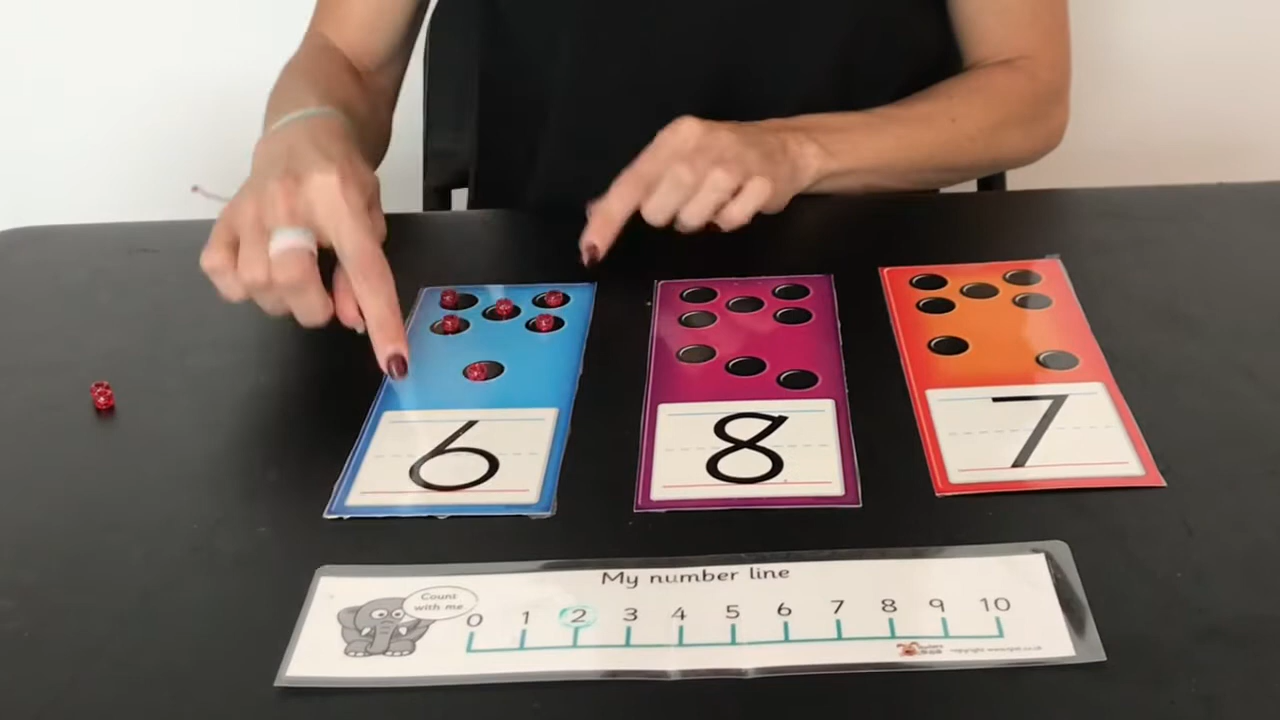 6
8
7
My number line
Count
with me
0 1 2 3 4 5 6 7 8 9 10